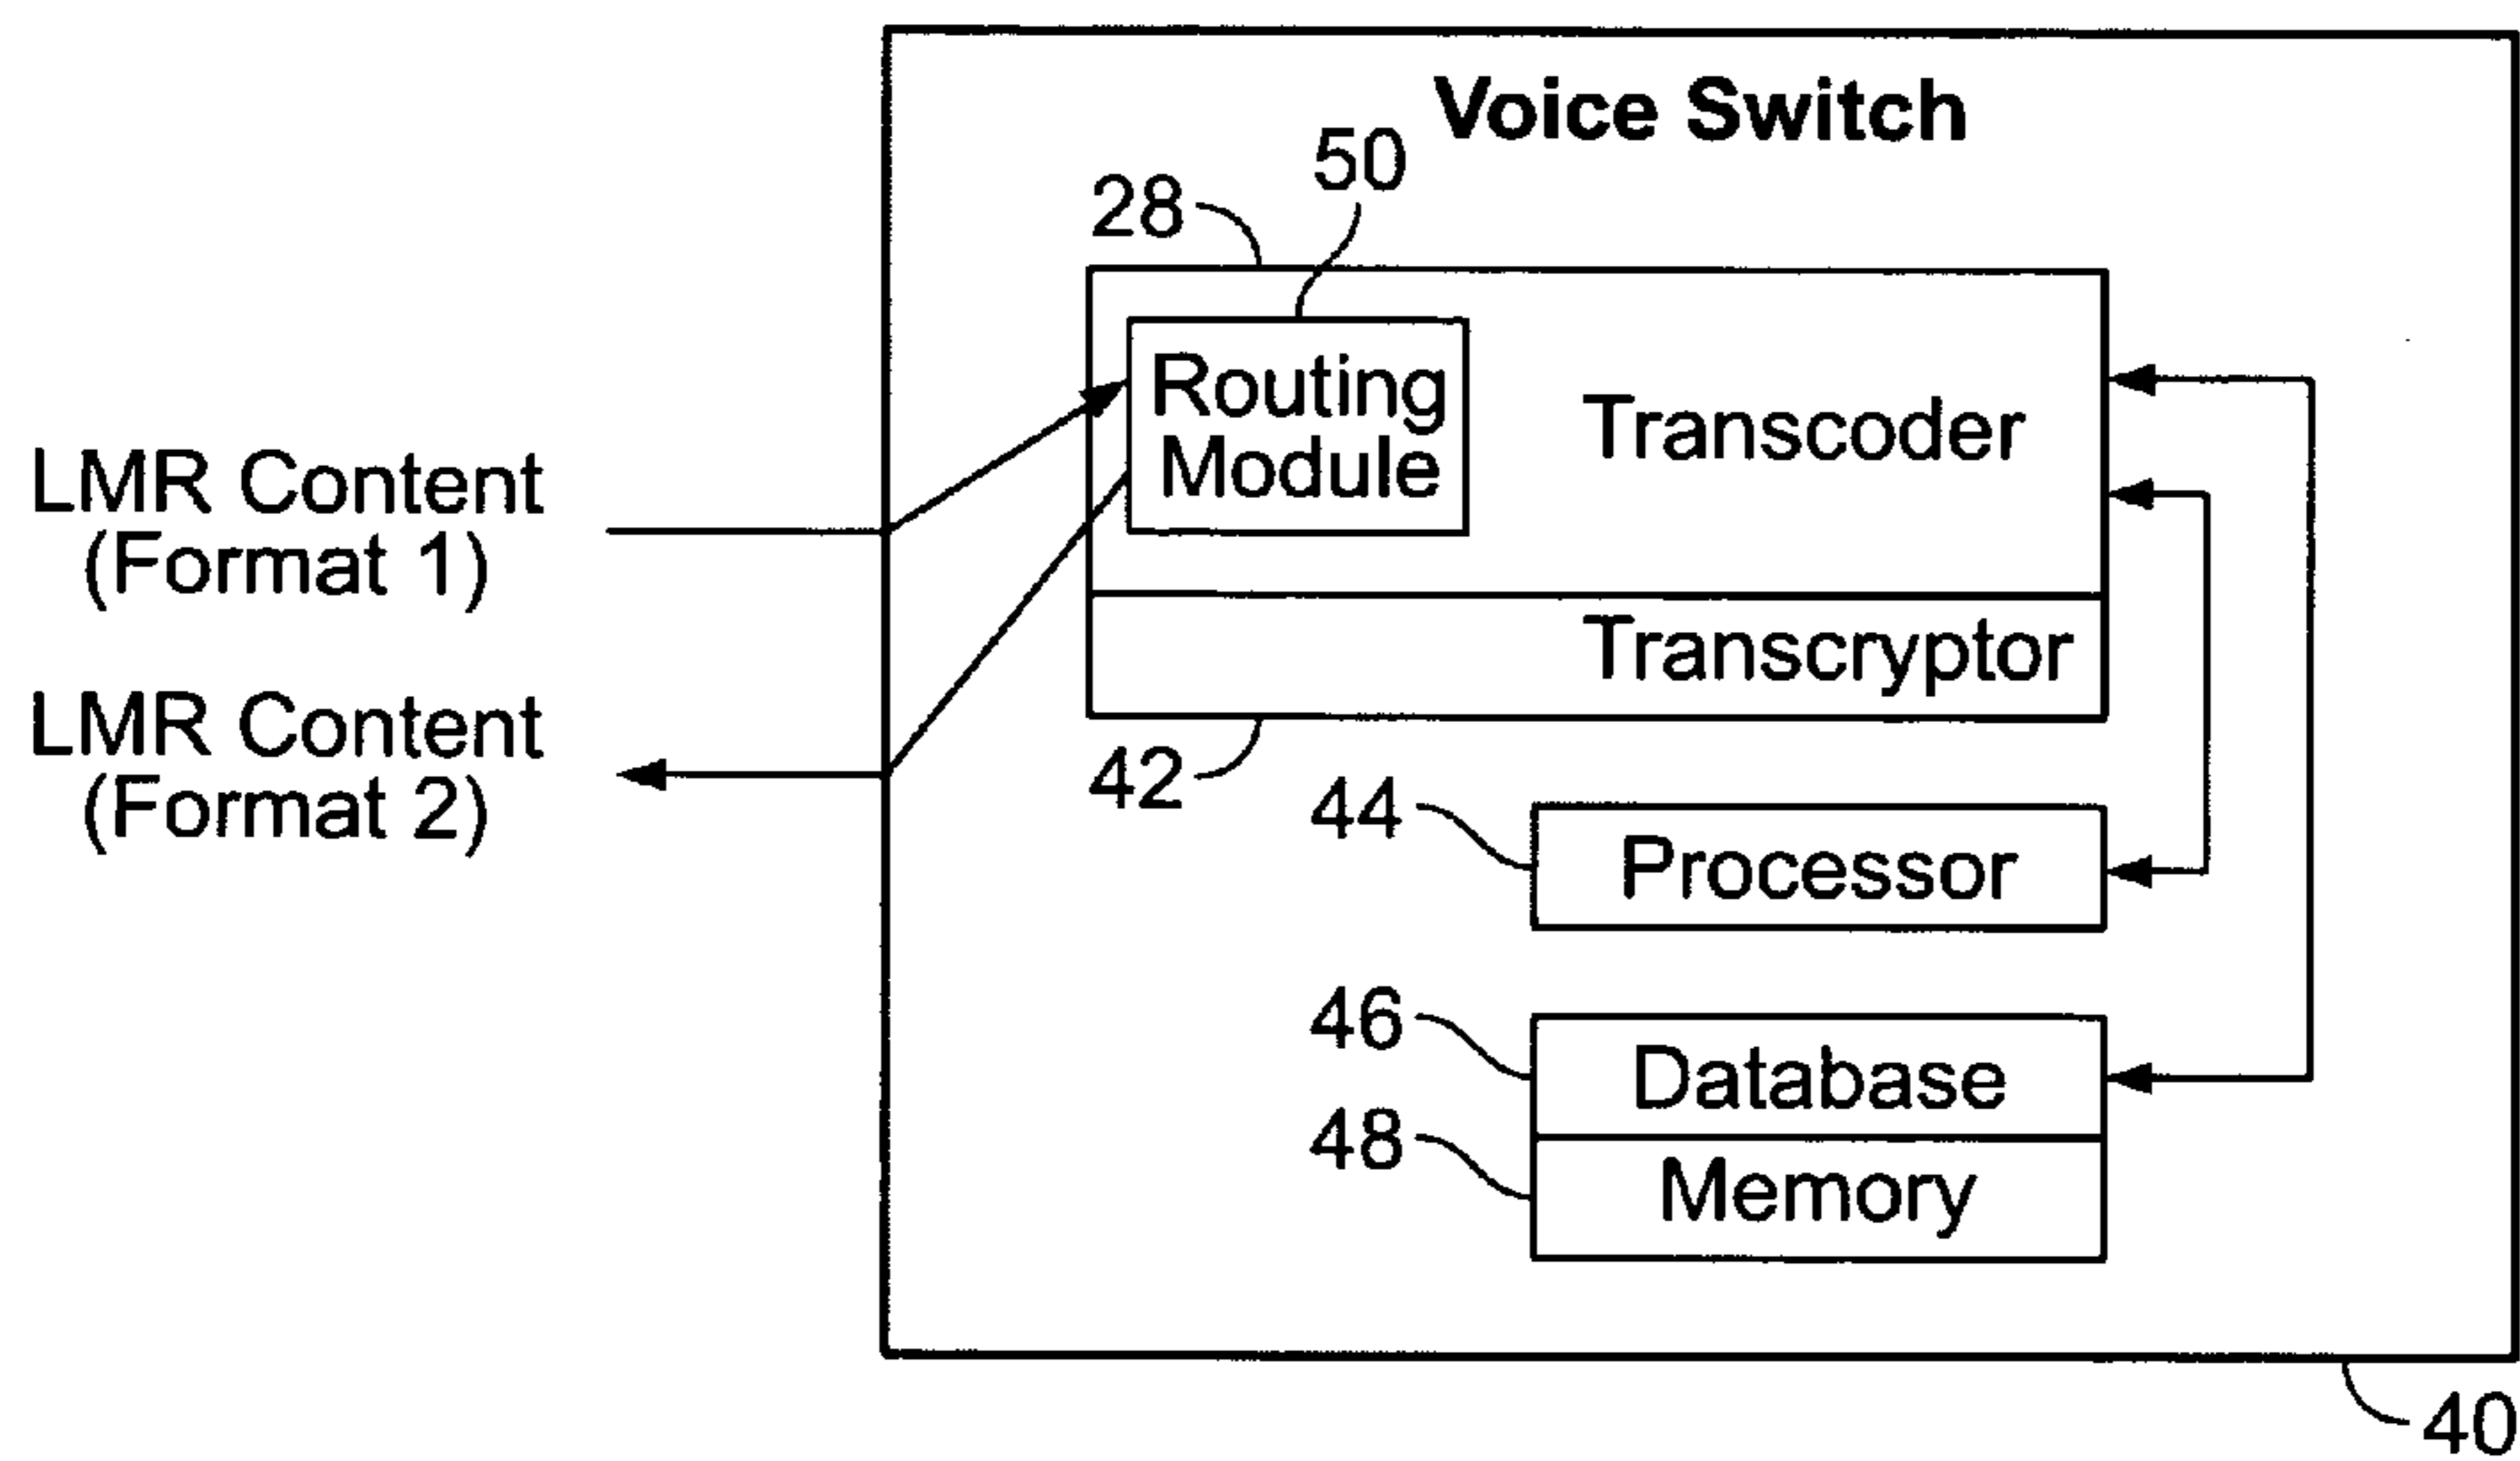 Voice Switch
50
28
Routing
Module
Transcoder
LMR Content
(Format 1)
Transcryptor
LMR Content
(Format 2)
42
44
Processor
46
Database
48
Memory
40